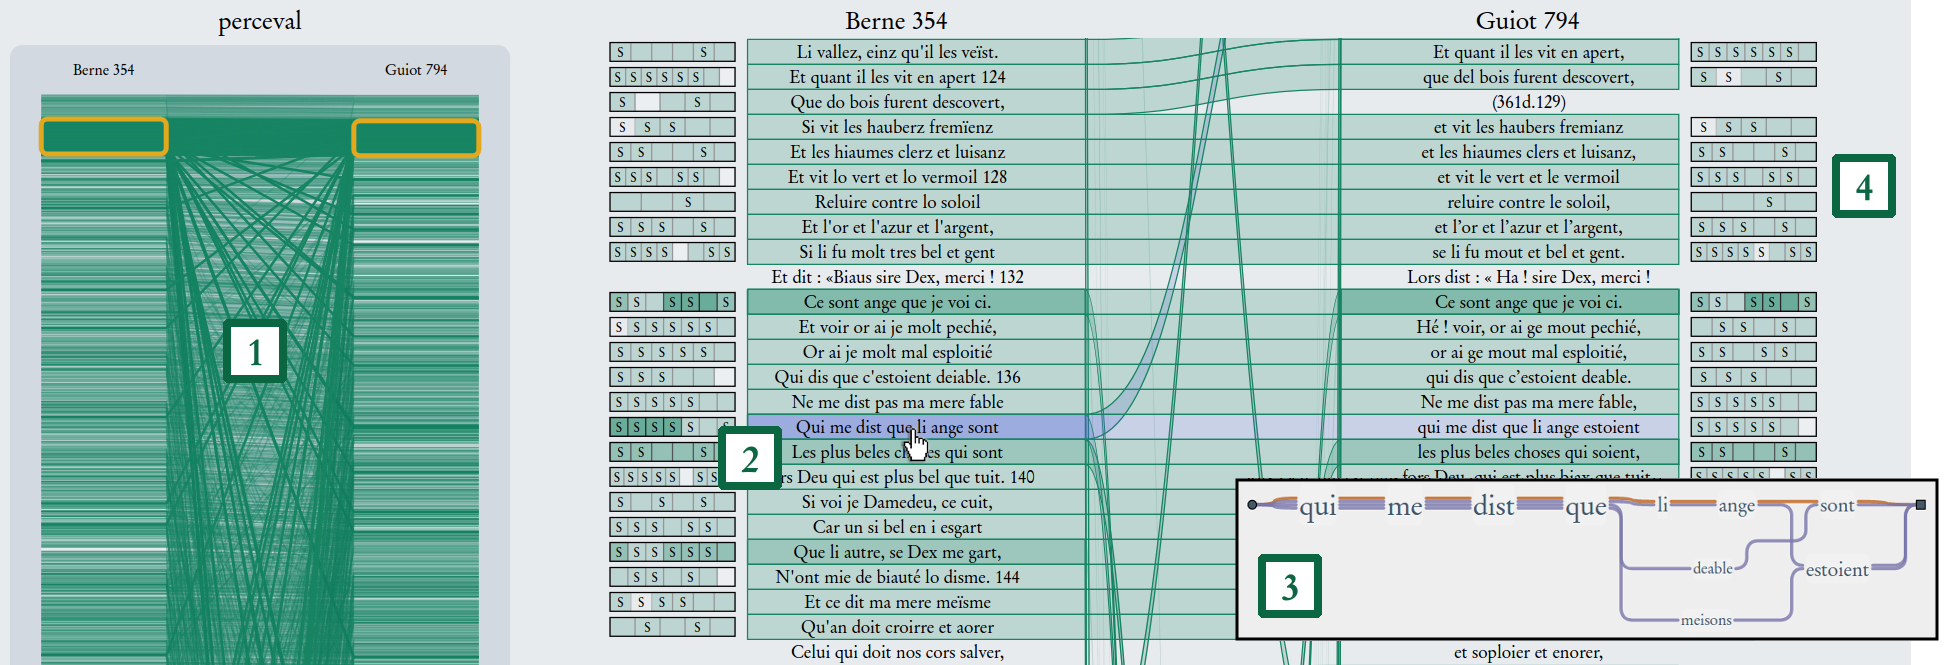 perceval
Berne 354
Guiot 794
1
Berne 354
Li vallez, einz qu'il les veïst.
Et quant il les vit en apert 124
Que do bois furent descovert,
Si vit les hauberz fremïenz
Et les hiaumes clerz et luisanz
Et vit lo vert et lo vermoil 128
Reluire contre lo soloil
Et l'or et l'azur et l'argent,
Si li fu molt tres bel et gent
Et dit : «Biaus sire Dex, merci ! 132
Ce sont ange que je voi ci.
Et voir or ai je molt pechié,
Or ai je molt mal esploitié
Qui dis que c'estoient deiable. 136
Ne me dist pas ma mere fable
Qui me dist que li ange sont
Les plus beles qui sont
Deu qui est plus bel que tuit. 140
Si voi je Damedeu, ce cuit,
Car un si bel en i esgart
Que li autre, se Dex me gart,
N'ont mie de biauté lo disme. 144
Et ce dit ma mere meïsme
Qu'an doit croirre et aorer
Celui qui doit nos cors salver,
2
Guiot 794
Et quant il les vit en apert,
que del bois furent descovert,
(361d.129)
et vit les haubers fremianz
et les hiaumes clers et luisanz,
et vit le vert et le vermoil
reluire contre le soloil,
et l’or et l’azur et l’argent,
se li fu mout et bel et gent.
Lors dist : « Ha ! sire Dex, merci !
Ce sont ange que je voi ci.
Hé ! voir, or ai ge mout pechié,
or ai ge mout mal esploitié,
qui dis que c’estoient deable.
Ne me dist pas ma mere fable,
qui me dist que li ange estoient
les plus beles choses qui soient,
fors Deu qui est plus biax que tuit.
et soploier et enorer,
4
qui me dist que li ange sont
deable estoient
meisons
3